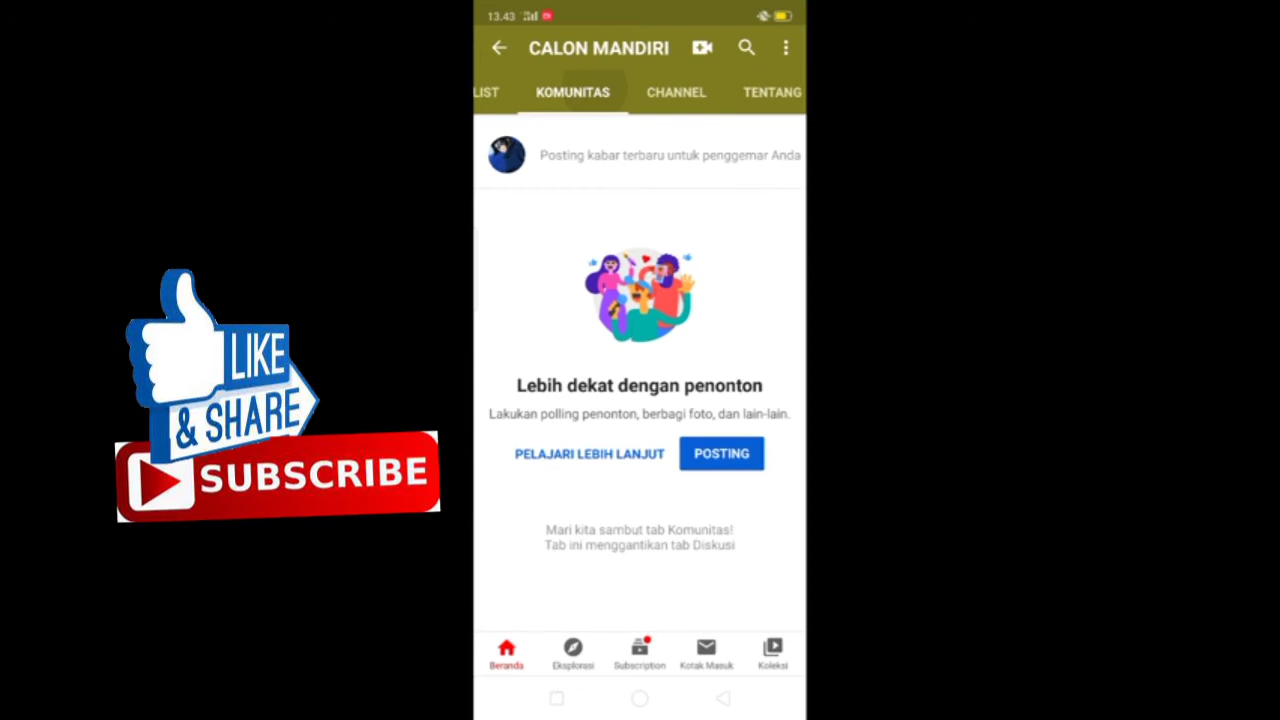 13.43
CALON MANDIRI
LIST KOMUNITAS CHANNEL TENTANG
Posting kabar terbaru untuk penggemar Anda
Lebih dekat dengan penonton
Lakukan polling penonton, berbagi foto, dan lain-lain.
PELAJARI LEBIH LANJUT POSTING
Mari kita sambut tab Komunitas!
Tab ini menggantikan tab Diskusi
Beranda Eksplorasi Subscription Kotak Masuk Koleksi
LIKE
& SHARE
SUBSCRIBE